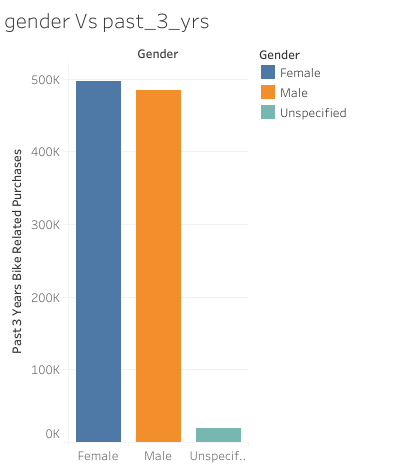 gender Vs past_3_yrs
Gender
Gender
Female
Male
Unspecified
Past 3 Years Bike Related Purchases
500K
400K
300K
200K
100K
0K
Female
Male
Unspecif..